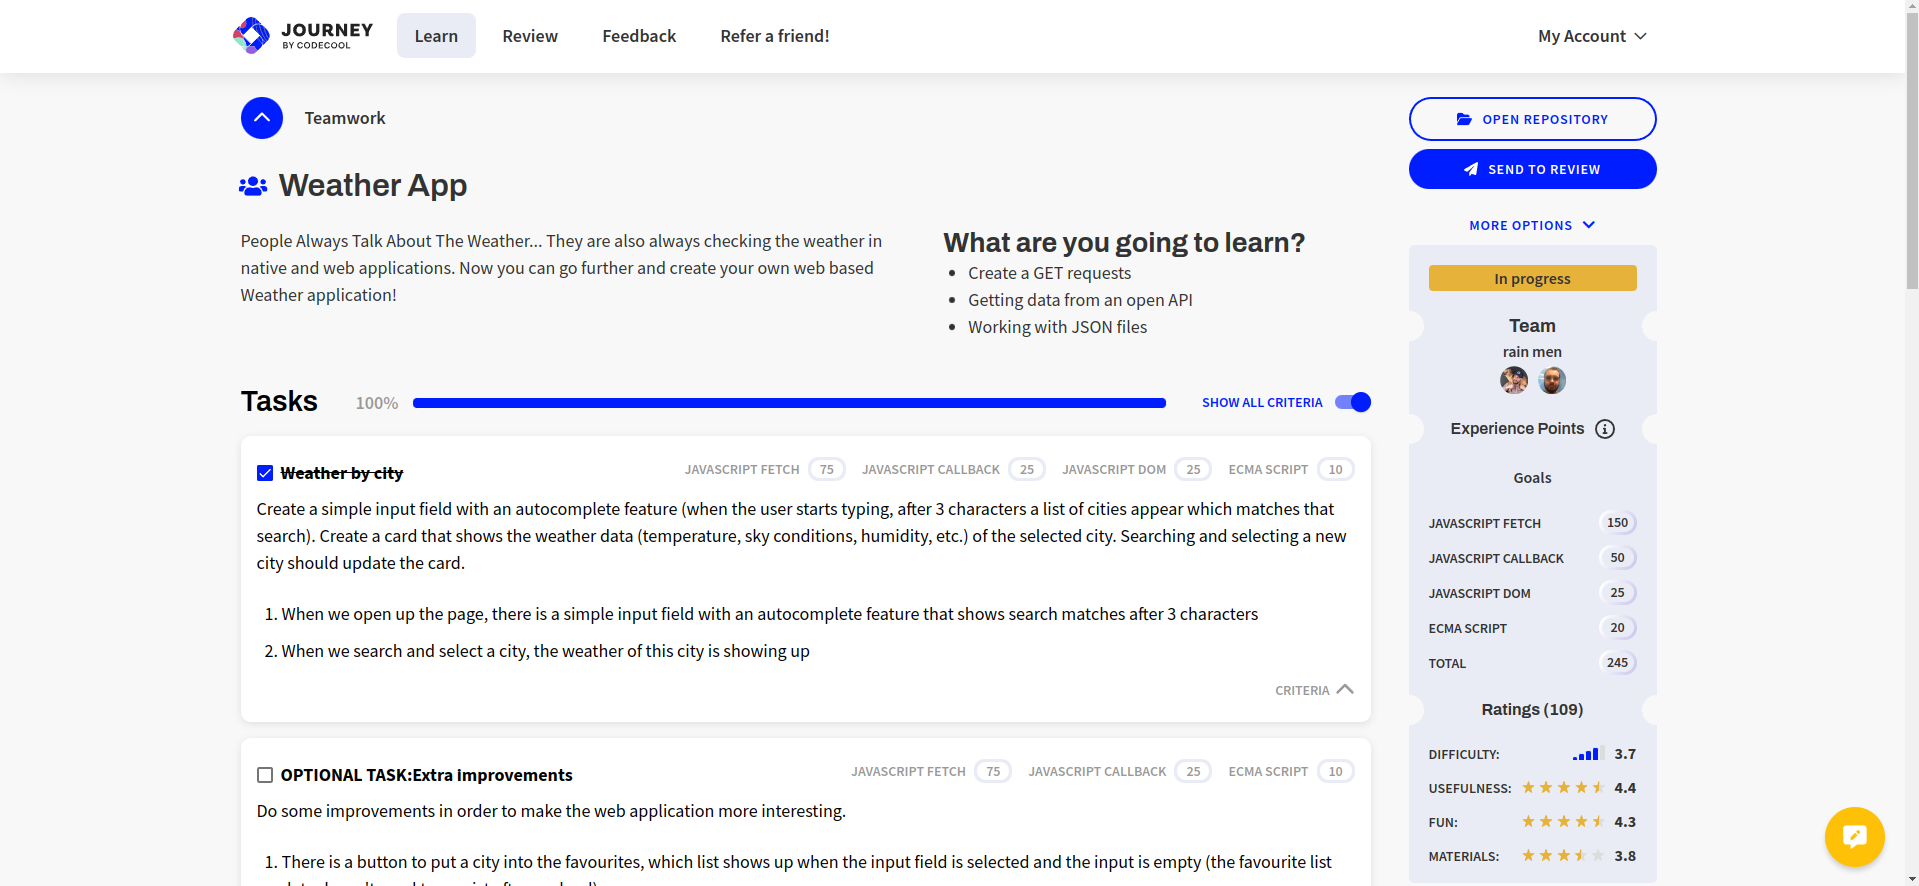 JOURNEY
BY CODECOOL
Learn
Review
Feedback
Refer a friend!
My Account
Teamwork
Weather App
People Always Talk About The Weather... They are also always checking the weather in
native and web applications. Now you can go further and create your own web based
Weather application!
What are you going to learn?
• Create a GET requests
• Getting data from an open API
• Working with JSON files
Tasks
100%
SHOW ALL CRITERIA
Weather by city
JAVASCRIPT FETCH 75 JAVASCRIPT CALLBACK 25 JAVASCRIPT DOM 25 ECMA SCRIPT 10
Create a simple input field with an autocomplete feature (when the user starts typing, after 3 characters a list of cities appear which matches that
search). Create a card that shows the weather data (temperature, sky conditions, humidity, etc.) of the selected city. Searching and selecting a new
city should update the card.
1. When we open up the page, there is a simple input field with an autocomplete feature that shows search matches after 3 characters
2. When we search and select a city, the weather of this city is showing up
CRITERIA
OPTIONAL TASK:Extra improvements
JAVASCRIPT FETCH 75 JAVASCRIPT CALLBACK 25 ECMA SCRIPT 10
Do some improvements in order to make the web application more interesting.
1. There is a button to put a city into the favourites, which list shows up when the input field is selected and the input is empty (the favourite list
OPEN REPOSITORY
SEND TO REVIEW
MORE OPTIONS
In progress
Team
rain men
Experience Points
Goals
JAVASCRIPT FETCH 150
JAVASCRIPT CALLBACK 50
JAVASCRIPT DOM 25
ECMA SCRIPT 20
TOTAL 245
Ratings (109)
DIFFICULTY: 3.7
USEFULNESS: 4.4
FUN: 4.3
MATERIALS: 3.8